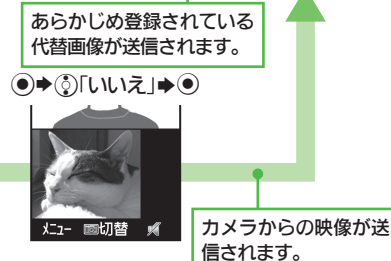 あらかじめ登録されている
代替画像が送信されます。
●➡「いいえ」➡●
メニュー 切替
カメラからの映像が送
信されます。